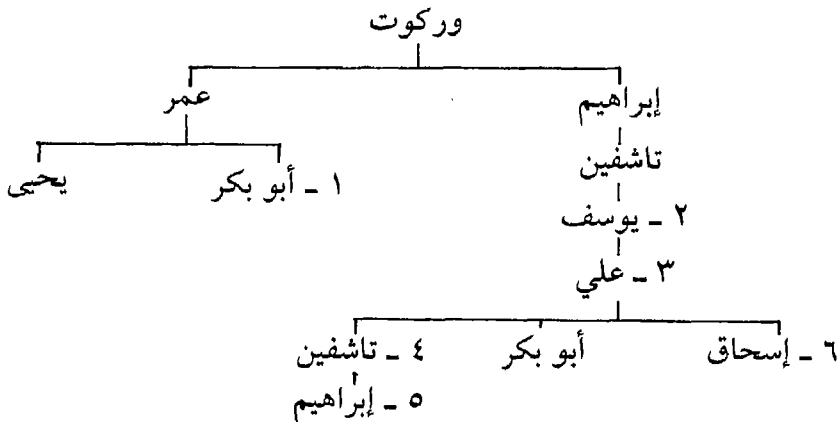 وركوت
إبراهيم
عمر
تاشفين
١ - أبو بكر
يحيى
٢ - يوسف
٣ - علي
٦ - إسحاق
أبو بكر
٤ - تاشفين
٥ - إبراهيم